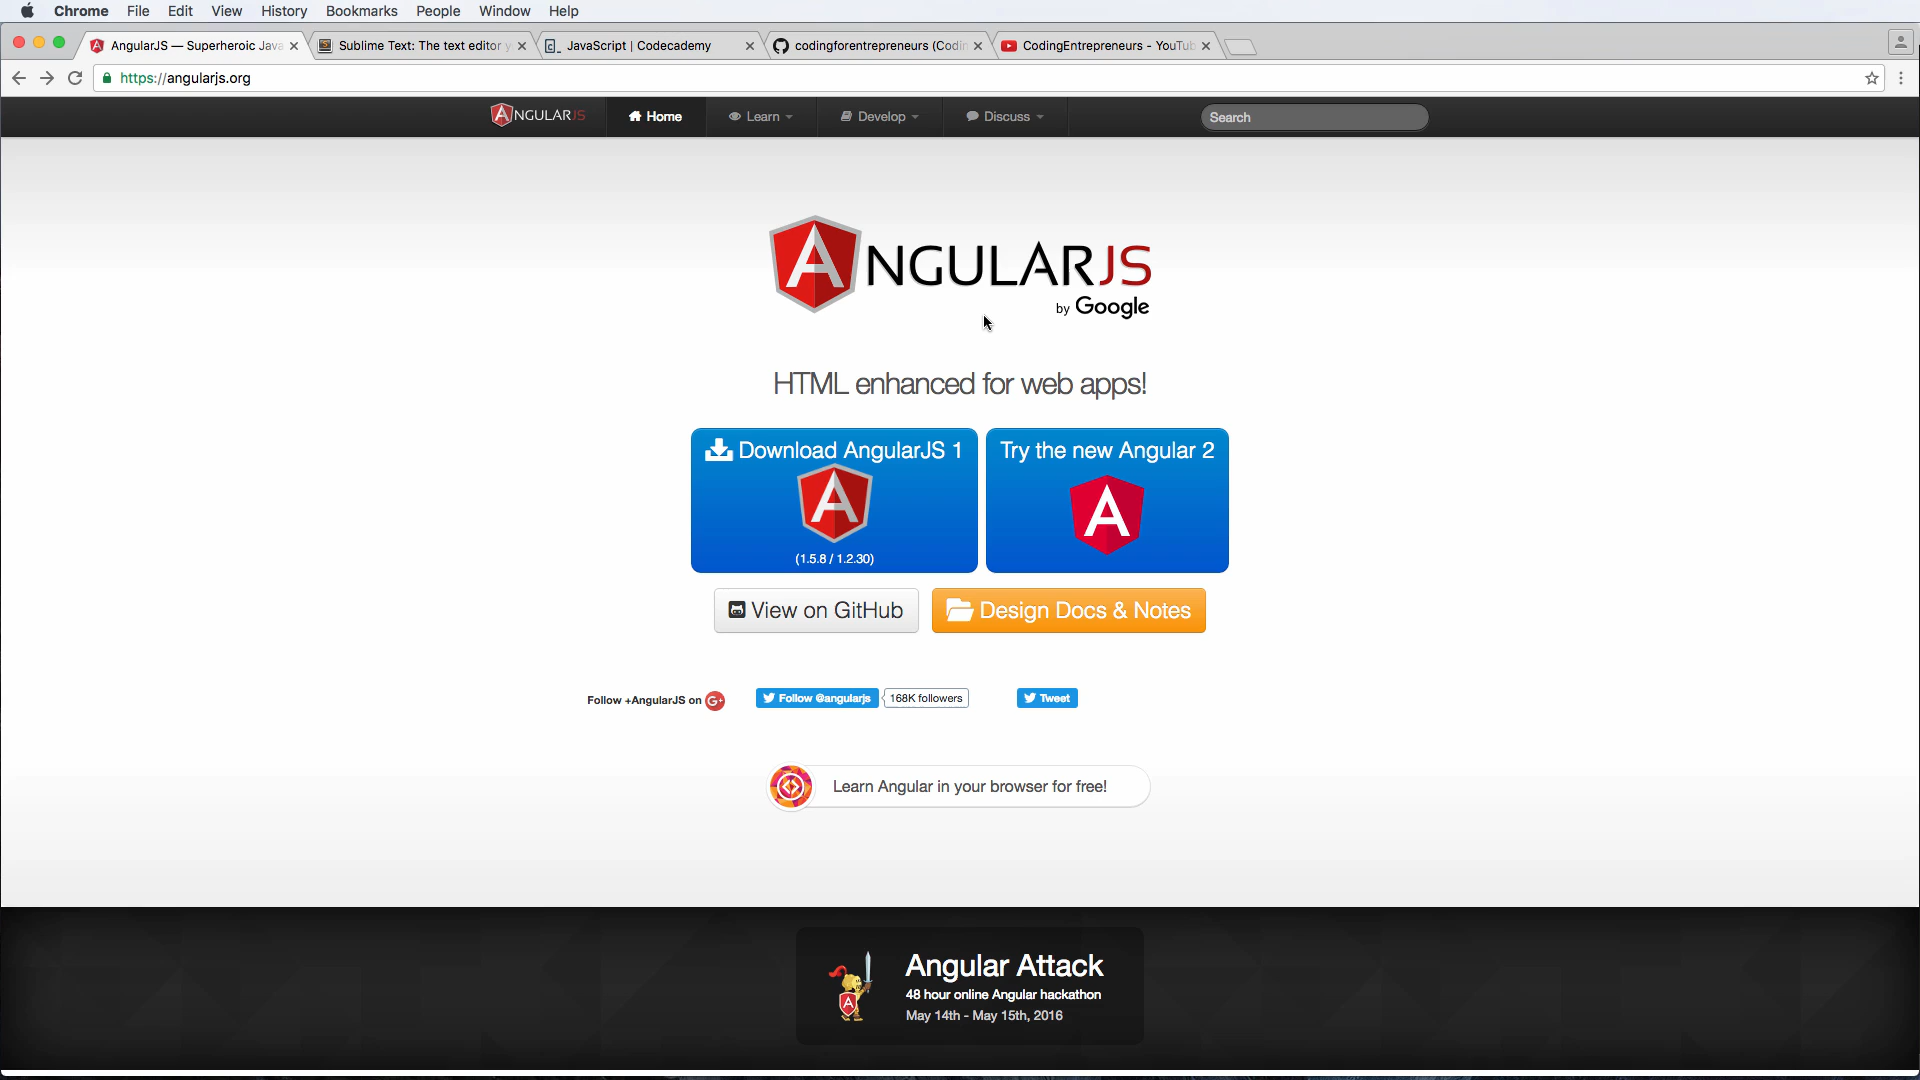 Chrome File Edit View History Bookmarks People Window Help
AngularJS — Superheroic Java
Sublime Text: The text editor y
JavaScript | Codecademy
codingforentrepreneurs (Codin
CodingEntrepreneurs - YouTub
https://angularjs.org
ANGULARJS Home Learn Develop Discuss Search
ANGULARJS
by Google
HTML enhanced for web apps!
Download AngularJS 1
(1.5.8 / 1.2.30)
Try the new Angular 2
View on GitHub
Design Docs & Notes
Follow +AngularJS on G+
Follow @angularjs 168K followers
Tweet
Learn Angular in your browser for free!
Angular Attack
48 hour online Angular hackathon
May 14th - May 15th, 2016